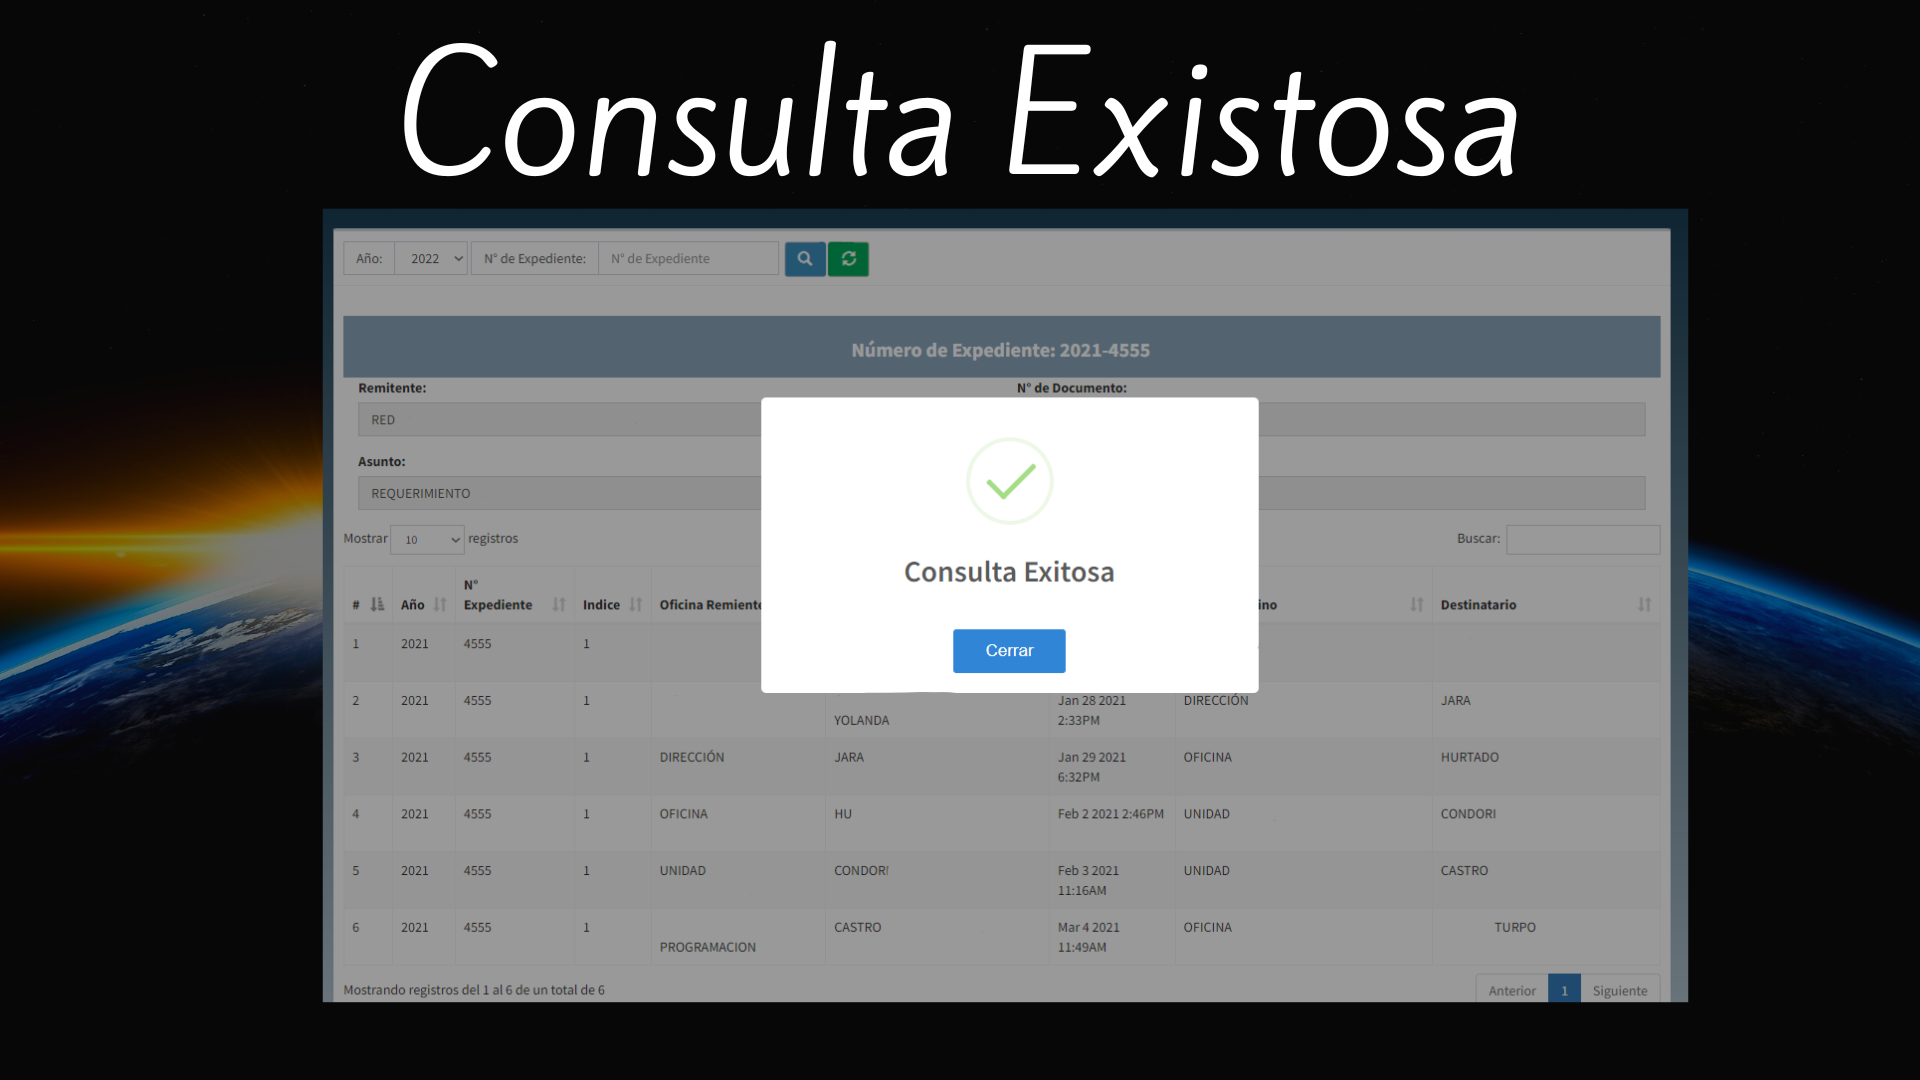 Consulta Existosa
Año: 2022 N° de Expediente: N° de Expediente
Número de Expediente: 2021-4555
Remitente: N° de Documento:
RED
Asunto:
REQUERIMIENTO
Mostrar 10 registros Buscar:
Consulta Exitosa
Cerrar
# Año N° Expediente Indice Oficina Remiente ino Destinatario
1 2021 4555 1
2 2021 4555 1 YOLANDA Jan 28 2021 2:33PM DIRECCIÓN JARA
3 2021 4555 1 DIRECCIÓN JARA Jan 29 2021 6:32PM OFICINA HURTADO
4 2021 4555 1 OFICINA HU Feb 2 2021 2:46PM UNIDAD CONDORI
5 2021 4555 1 UNIDAD CONDORI Feb 3 2021 11:16AM UNIDAD CASTRO
6 2021 4555 1 PROGRAMACION CASTRO Mar 4 2021 11:49AM OFICINA TURPO
Mostrando registros del 1 al 6 de un total de 6
Anterior 1 Siguiente